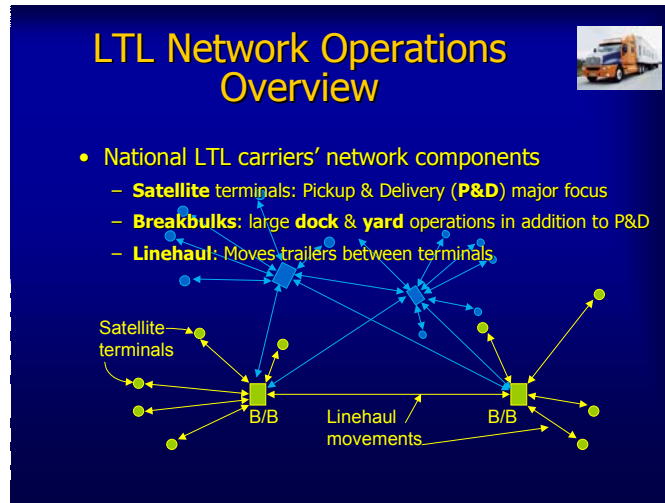 LTL Network Operations
Overview
• National LTL carriers' network components
– Satellite terminals: Pickup & Delivery (P&D) major focus
– Breakbulks: large dock & yard operations in addition to P&D
– Linehaul: Moves trailers between terminals
Satellite
terminals
B/B
Linehaul
movements
B/B